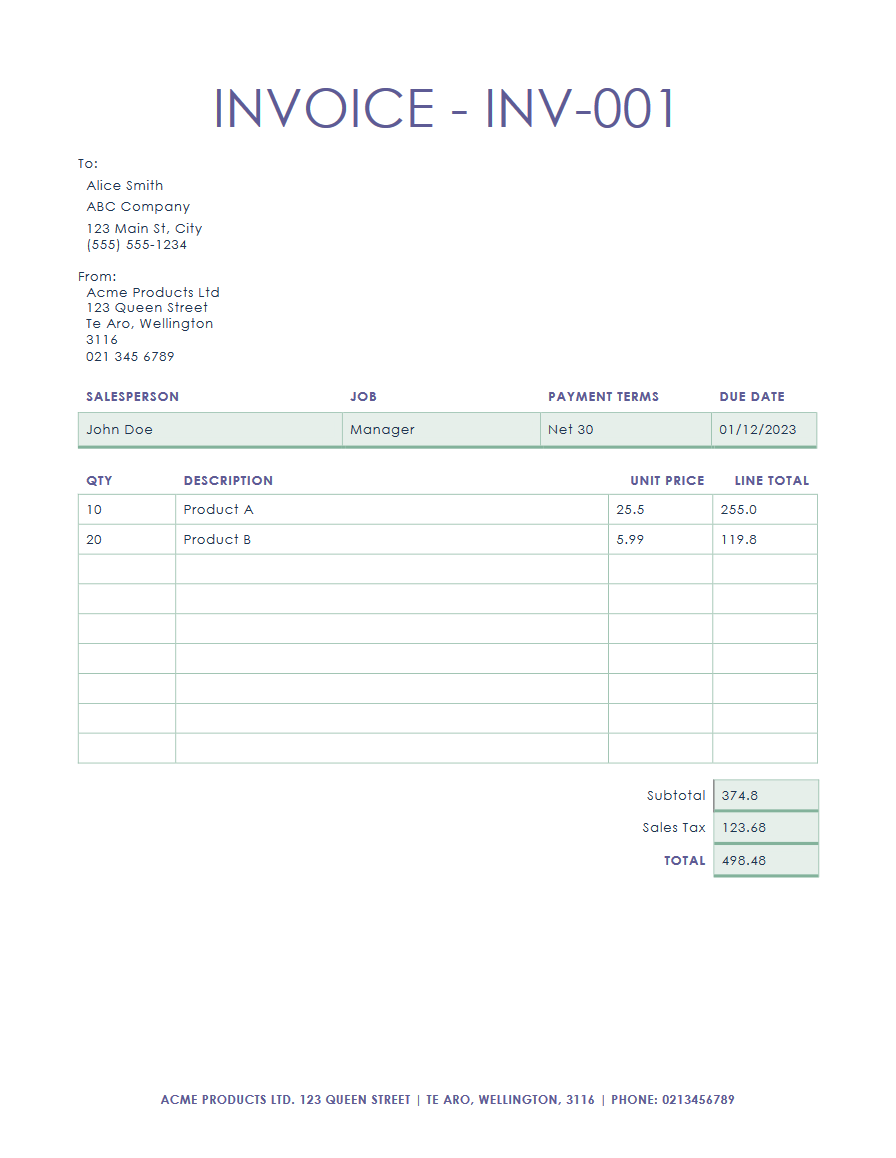 INVOICE - INV-001
To:
Alice Smith
ABC Company
123 Main St, City
(555) 555-1234
From:
Acme Products Ltd
123 Queen Street
Te Aro, Wellington
3116
021 345 6789
SALESPERSON JOB PAYMENT TERMS DUE DATE
John Doe Manager Net 30 01/12/2023
QTY DESCRIPTION UNIT PRICE LINE TOTAL
10 Product A 25.5 255.0
20 Product B 5.99 119.8
Subtotal 374.8
Sales Tax 123.68
TOTAL 498.48
ACME PRODUCTS LTD. 123 QUEEN STREET | TE ARO, WELLINGTON, 3116 | PHONE: 0213456789